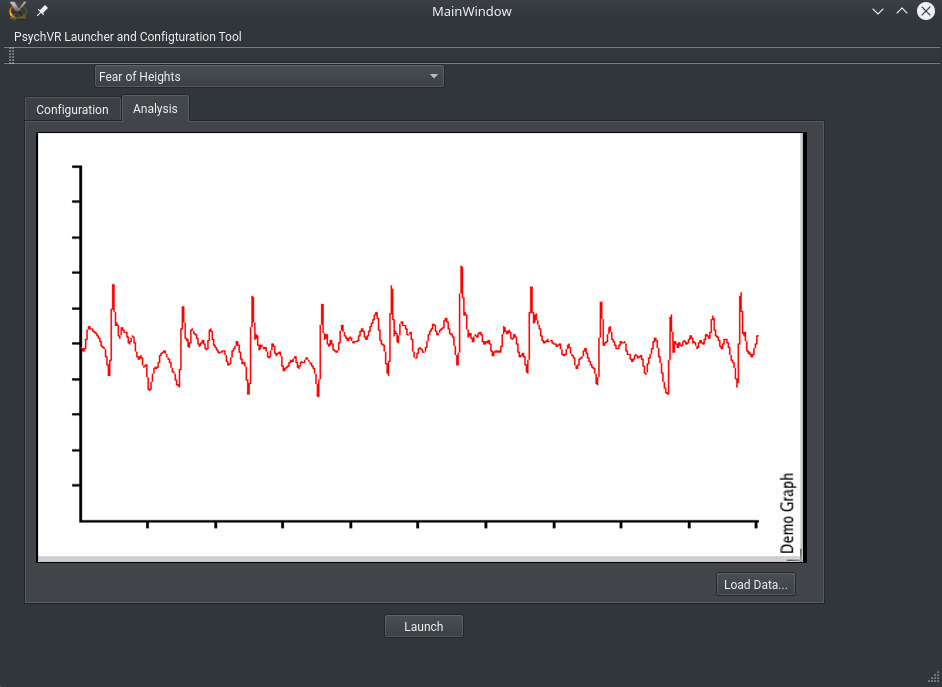 MainWindow
PsychVR Launcher and Configturation Tool
Fear of Heights
Configuration
Analysis
Demo Graph
Load Data...
Launch